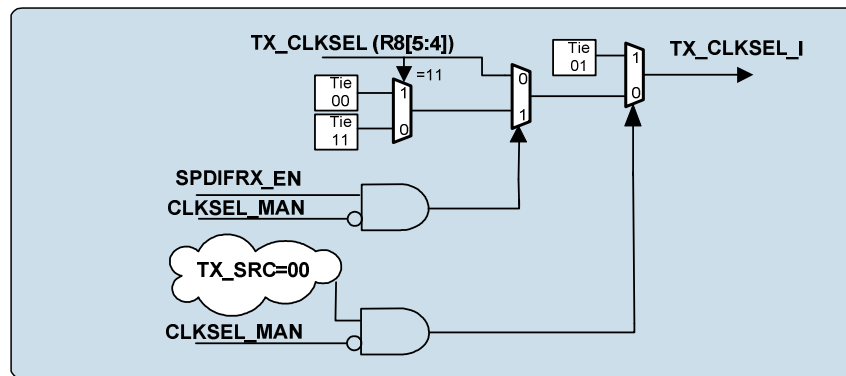 TX_CLKSEL (R8[5:4])
Tie
01
1
0
TX_CLKSEL_I
=11
Tie
00
1
0
0
1
Tie
11
SPDIFRX_EN
CLKSEL_MAN
TX_SRC=00
CLKSEL_MAN